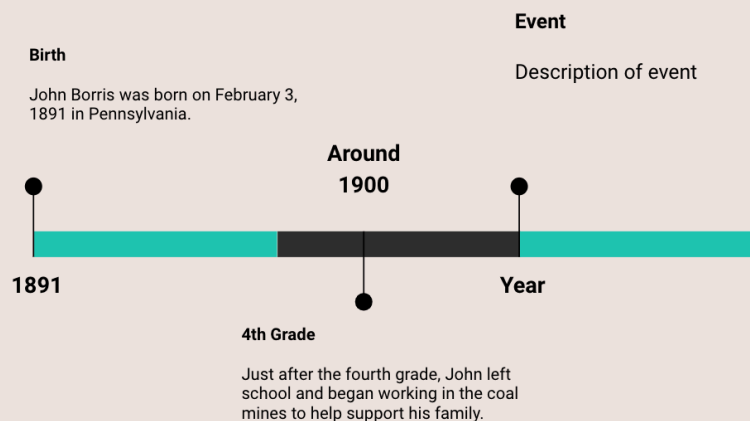 Event
Description of event
Birth
John Borris was born on February 3,
1891 in Pennsylvania.
Around
1900
1891
Year
4th Grade
Just after the fourth grade, John left
school and began working in the coal
mines to help support his family.